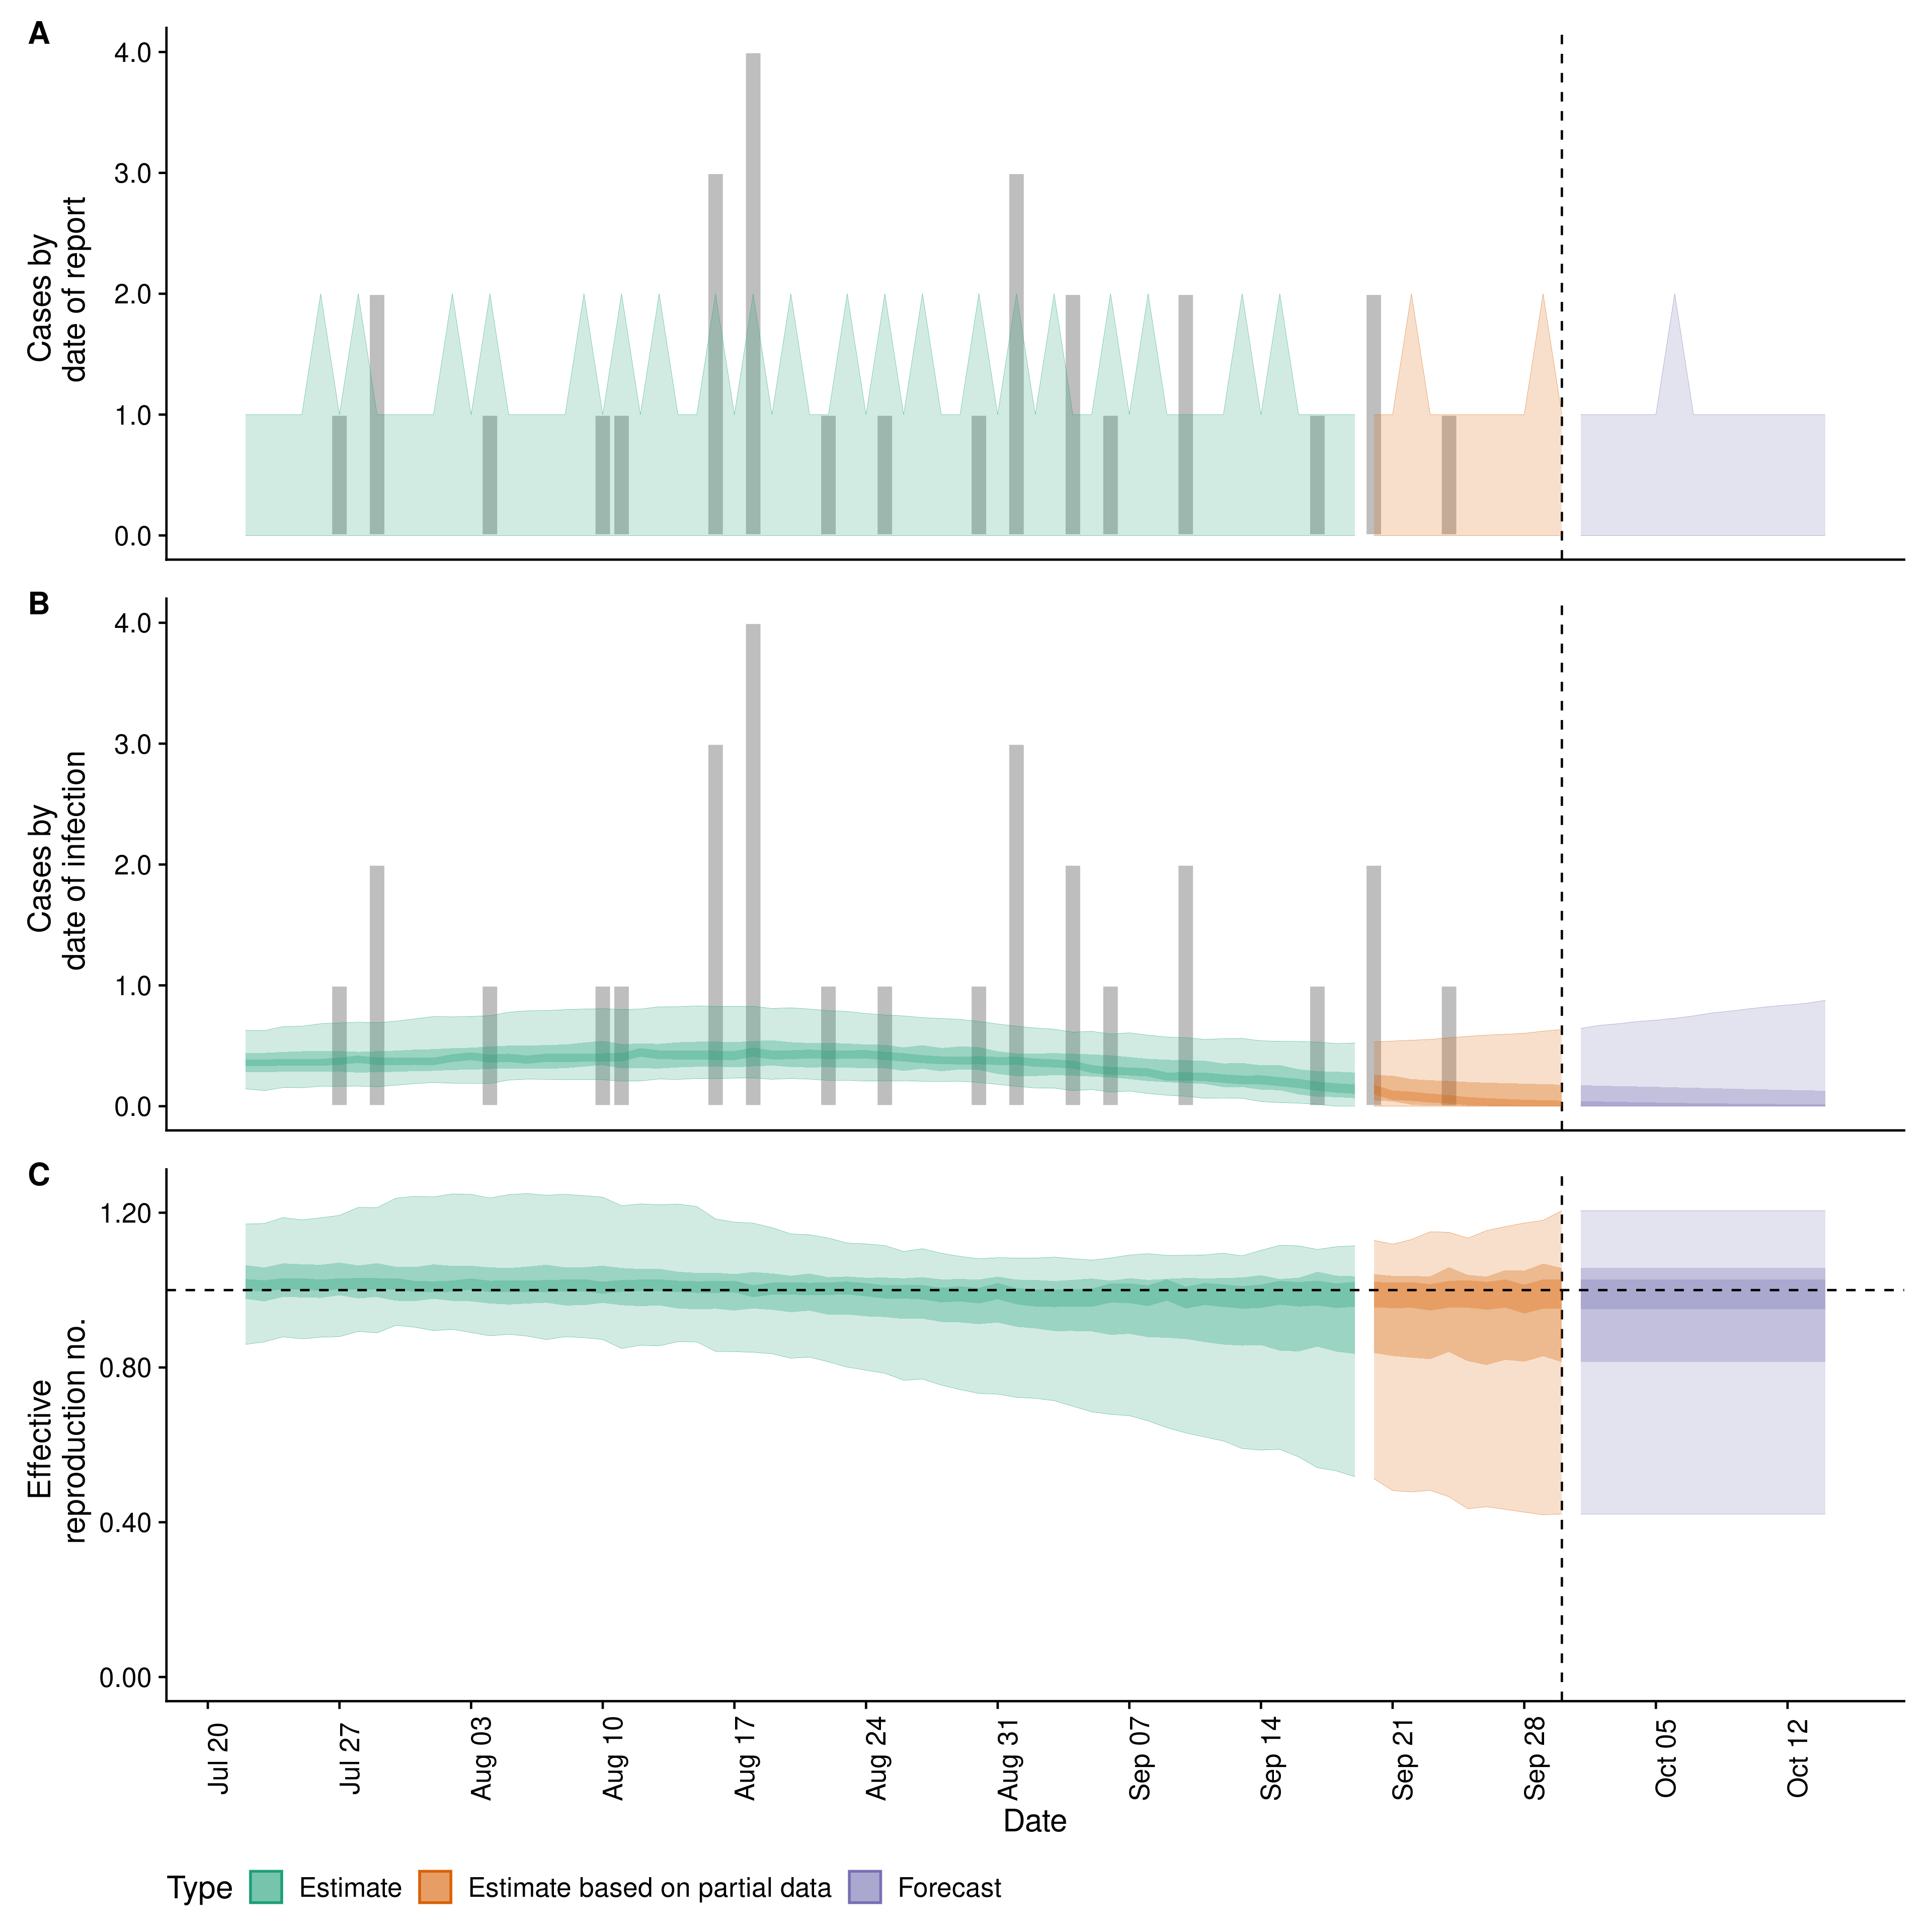 A
4.0
3.0
2.0
1.0
0.0
Cases by
date of report
B
4.0
3.0
2.0
1.0
0.0
Cases by
date of infection
C
1.20
0.80
0.40
0.00
Effective
reproduction no.
Jul 20
Jul 27
Aug 03
Aug 10
Aug 17
Aug 24
Aug 31
Sep 07
Sep 14
Sep 21
Sep 28
Oct 05
Oct 12
Date
Type Estimate Estimate based on partial data Forecast